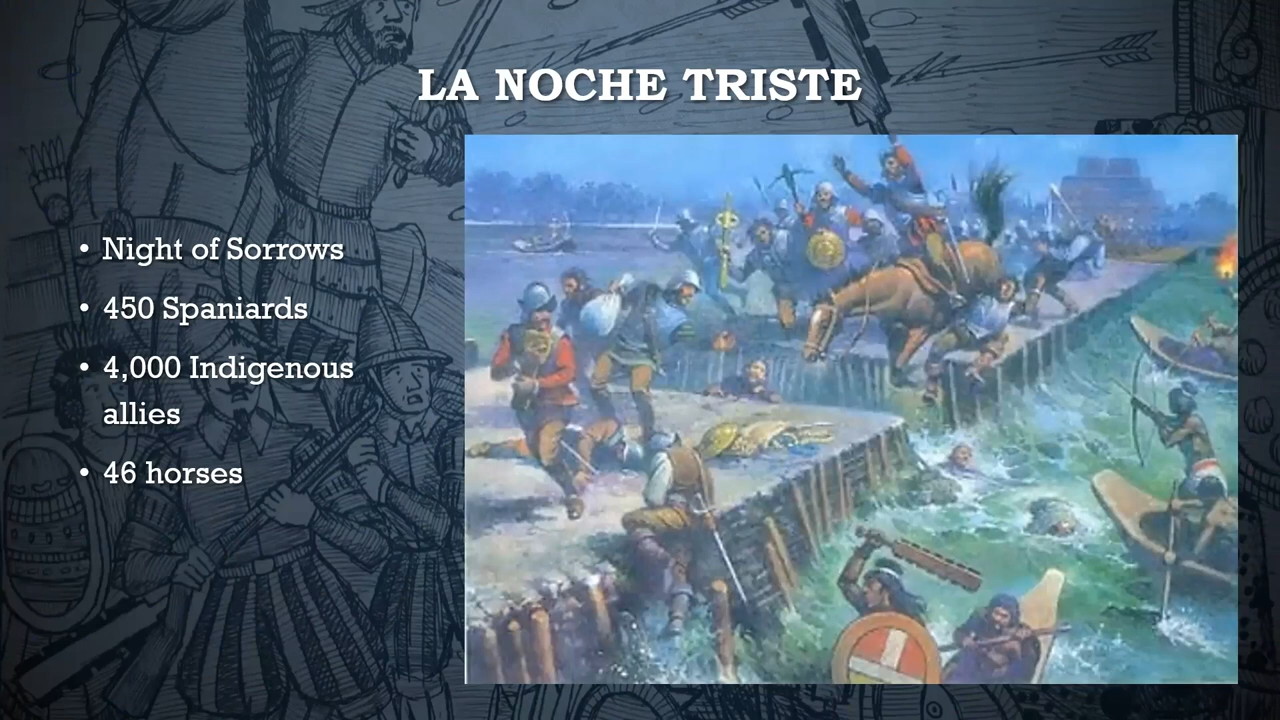 LA NOCHE TRISTE
• Night of Sorrows
• 450 Spaniards
• 4,000 Indigenous
allies
• 46 horses